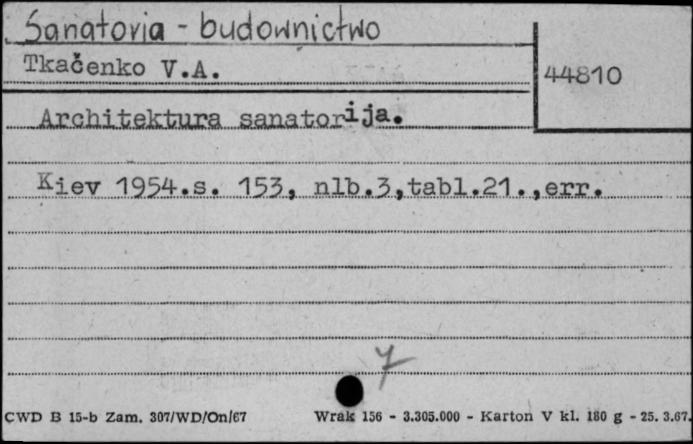 Sanatoria - budownictwo
Tkačenko V.A.
44810
Architektura sanatorija.
Kiev 1954.s. 153, nlb.3,tabl.21.,err.
7
CWD B 15-b Zam. 307/WD/On/67 Wrak 156 - 3.305.000 - Karton V kl. 180 g - 25. 3.67.